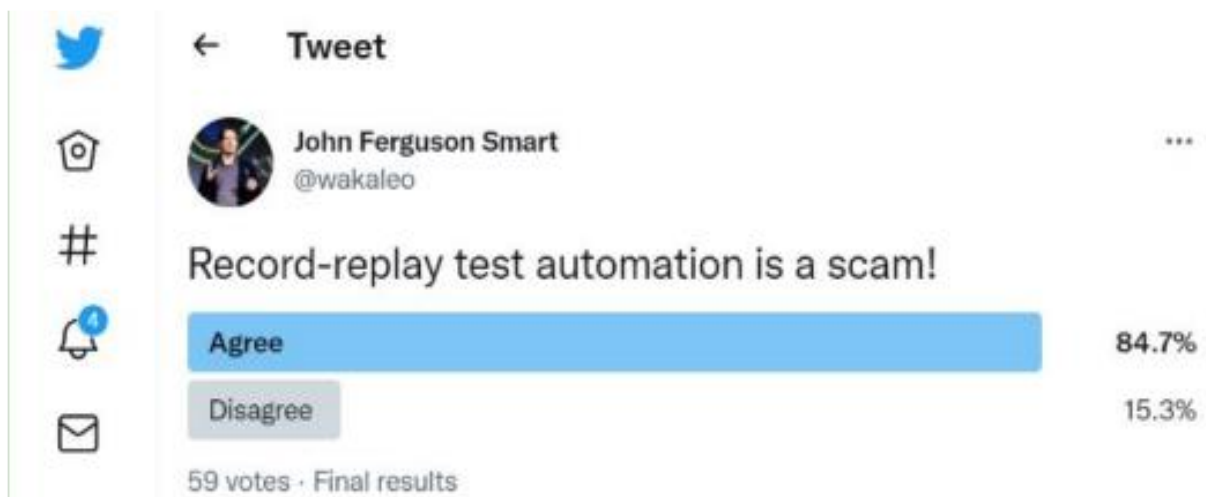 ← Tweet
John Ferguson Smart
@wakaleo
...
#
Record-replay test automation is a scam!
4
Agree 84.7%
Disagree 15.3%
59 votes · Final results